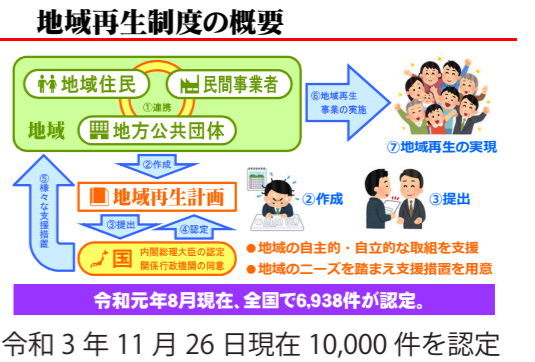 地域再生制度の概要
地域住民
民間事業者
①連携
地域
地方公共団体
⑥地域再生
事業の実施
⑦地域再生の実現
②作成
地域再生計画
③提出
④認定
⑤様々な支援措置
国
内閣総理大臣の認定
関係行政機関の同意
②作成
③提出
●地域の自主的・自立的な取組を支援
●地域のニーズを踏まえ支援措置を用意
令和元年8月現在、全国で6,938件が認定。
令和 3 年 11 月 26 日現在 10,000 件を認定